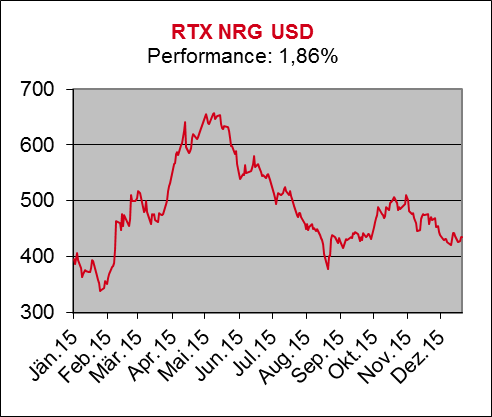 RTX NRG USD
Performance: 1,86%
700
600
500
400
300
Jän. 15
Feb. 15
Mär. 15
Apr. 15
Mai. 15
Jun. 15
Jul. 15
Aug. 15
Sep. 15
Okt. 15
Nov. 15
Dez. 15